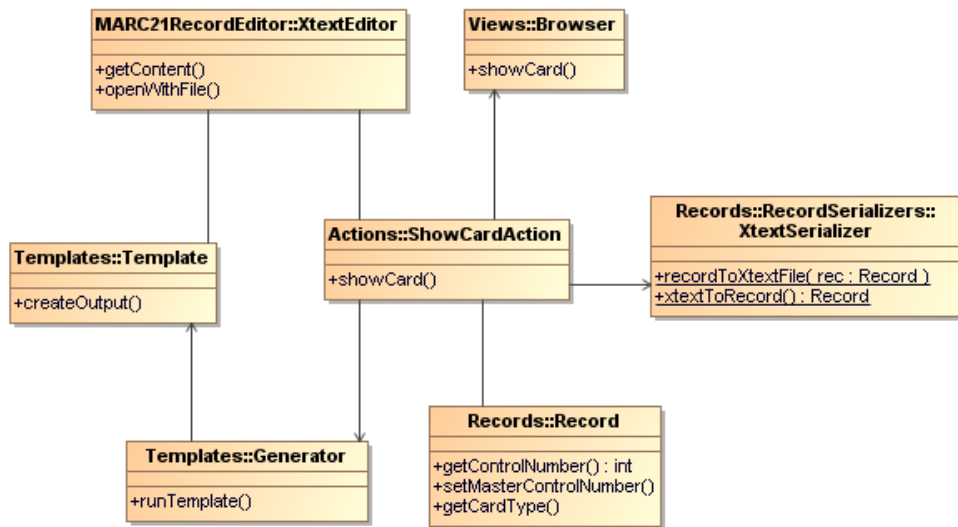 MARC21RecordEditor::XtextEditor
+getContent()
+openWithFile()
Views::Browser
+showCard()
Records::RecordSerializers::
XtextSerializer
+recordToXtextFile( rec : Record )
+xtextToRecord() : Record
Actions::ShowCardAction
+showCard()
Templates::Template
+createOutput()
Templates::Generator
+runTemplate()
Records::Record
+getControlNumber() : int
+setMasterControlNumber()
+getCardType()